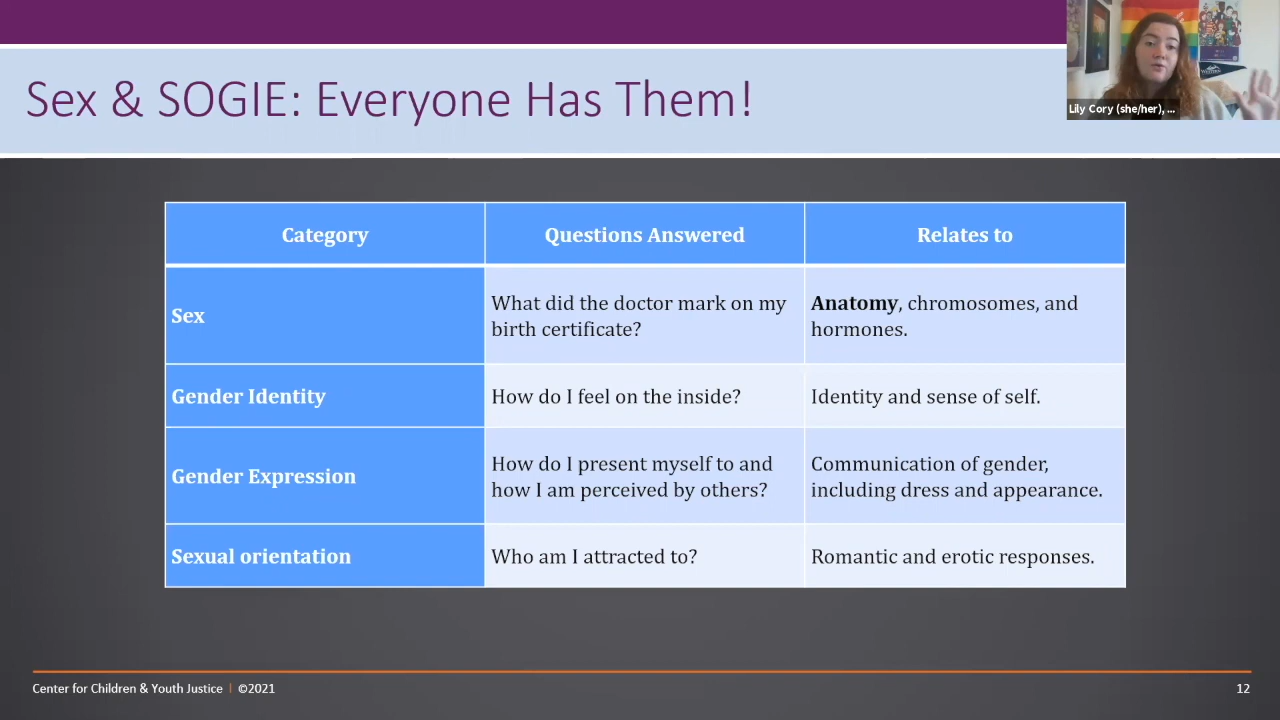 Sex & SOGIE: Everyone Has Them!
Lily Cory (she/her), ...
Category
Questions Answered
Relates to
Sex
What did the doctor mark on my
birth certificate?
Anatomy, chromosomes, and
hormones.
Gender Identity
How do I feel on the inside?
Identity and sense of self.
Gender Expression
How do I present myself to and
how I am perceived by others?
Communication of gender,
including dress and appearance.
Sexual orientation
Who am I attracted to?
Romantic and erotic responses.
Center for Children & Youth Justice | ©2021
12